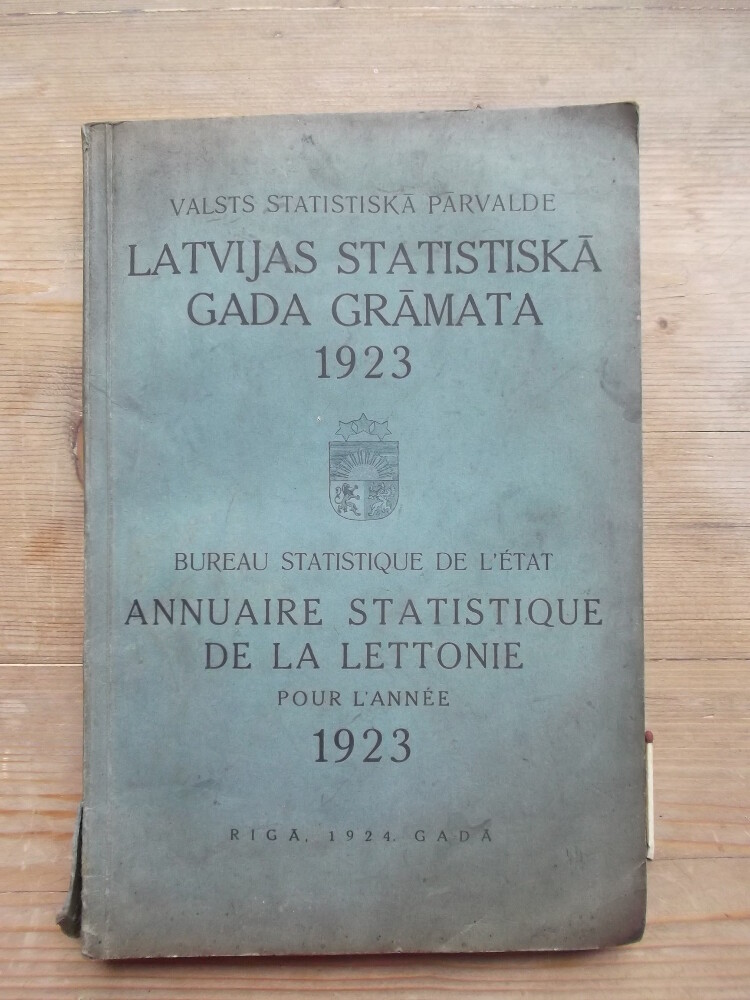 VALSTS STATISTISKĀ PĀRVALDE
LATVIJAS STATISTISKĀ
GADA GRĀMATA
1923
BUREAU STATISTIQUE DE L'ÉTAT
ANNUAIRE STATISTIQUE
DE LA LETTONIE
POUR L'ANNÉE
1923
RIGĀ, 1924. GADĀ